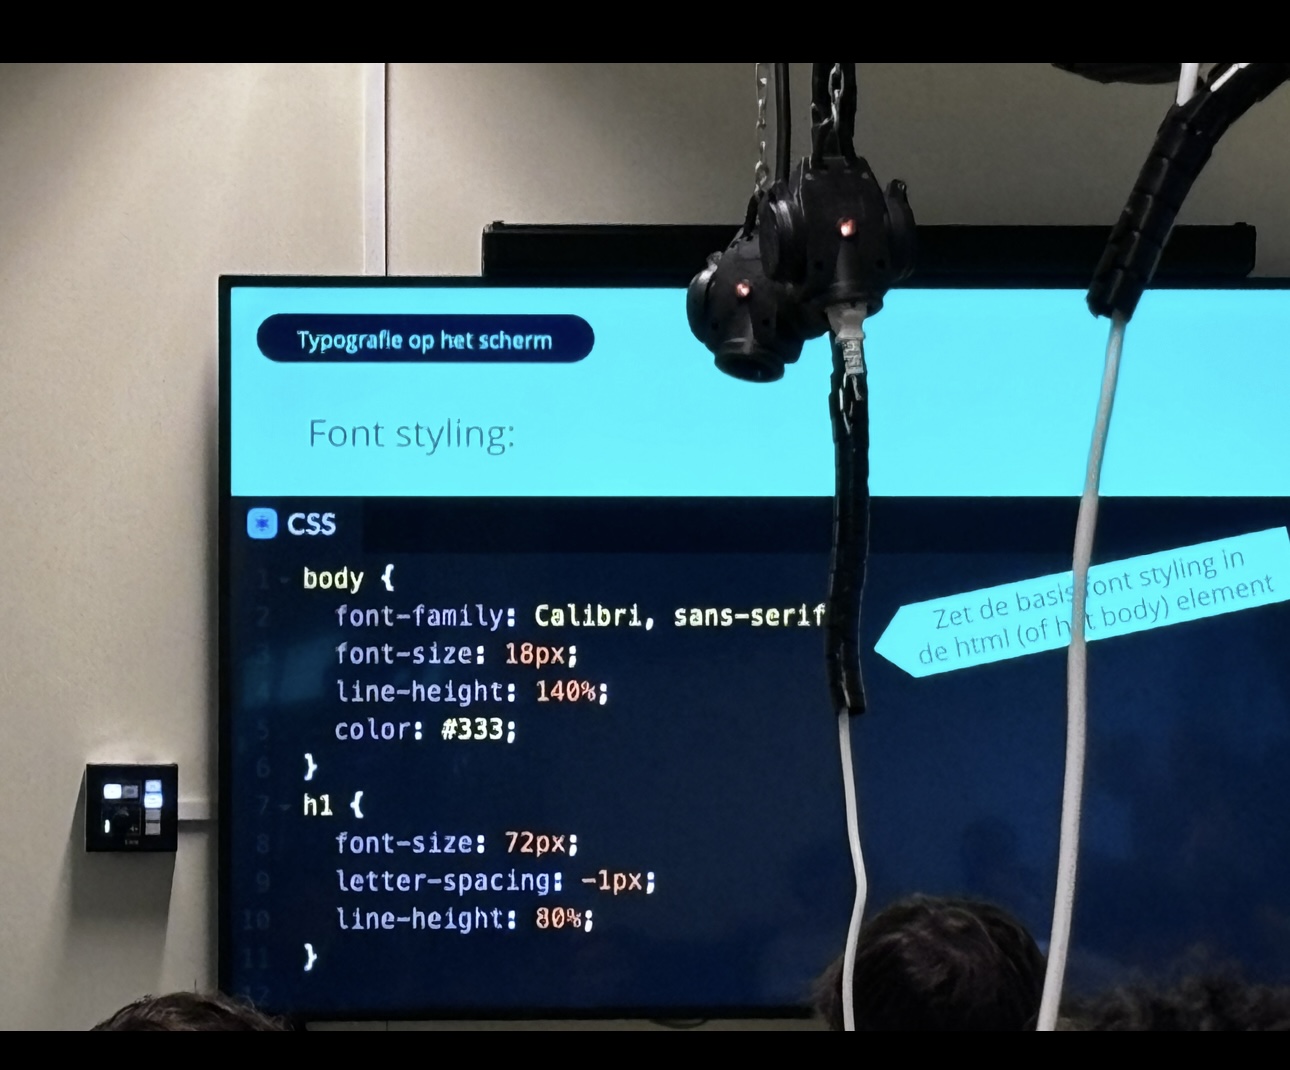 Typografie op het scherm
Font styling:
CSS
1 body {
2 font-family: Calibri, sans-serif
3 font-size: 18px;
4 line-height: 140%;
5 color: #333;
6 }
7 h1 {
8 font-size: 72px;
9 letter-spacing: -1px;
10 line-height: 80%;
11 }
12
Zet de basis font styling in
de html (of het body) element